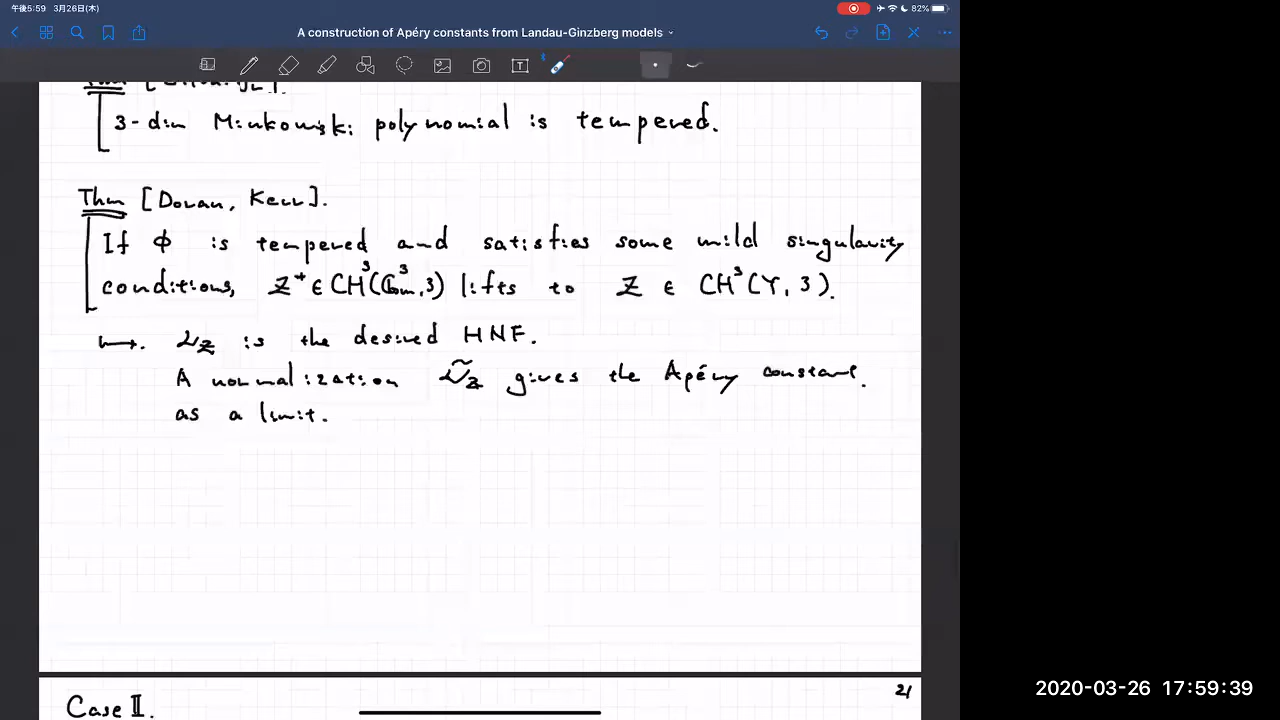 午後5:59 3月26日(木)
82%
A construction of Apéry constants from Landau-Ginzberg models
Thm
3-dim Minkowski polynomial is tempered.
Thm [Doran, Kerr].
If φ is tempered and satisfies some mild singularity
conditions, Z⁺ ∈ CH³(Gm³, 3) lifts to Z ∈ CH³(Y, 3).
↦. ν_Z is the desired HNF.
A normalization ν̃_Z gives the Apéry constant.
as a limit.
21
Case II.
2020-03-26 17:59:39